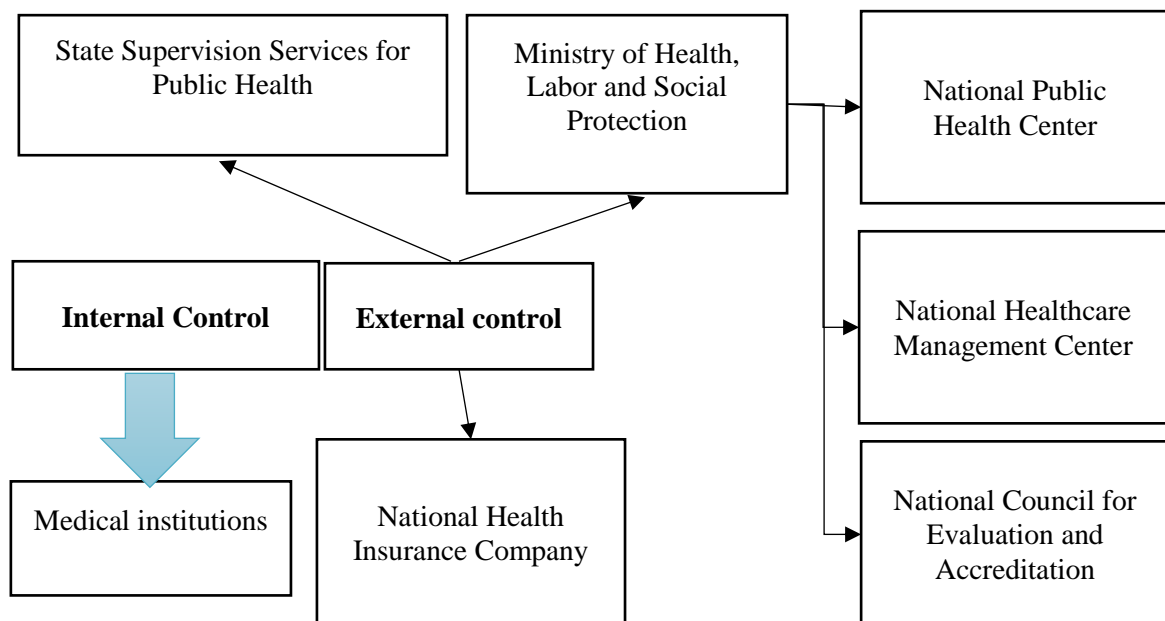 State Supervision Services for
Public Health
Ministry of Health,
Labor and Social
Protection
National Public
Health Center
Internal Control
External control
National Healthcare
Management Center
Medical institutions
National Health
Insurance Company
National Council for
Evaluation and
Accreditation